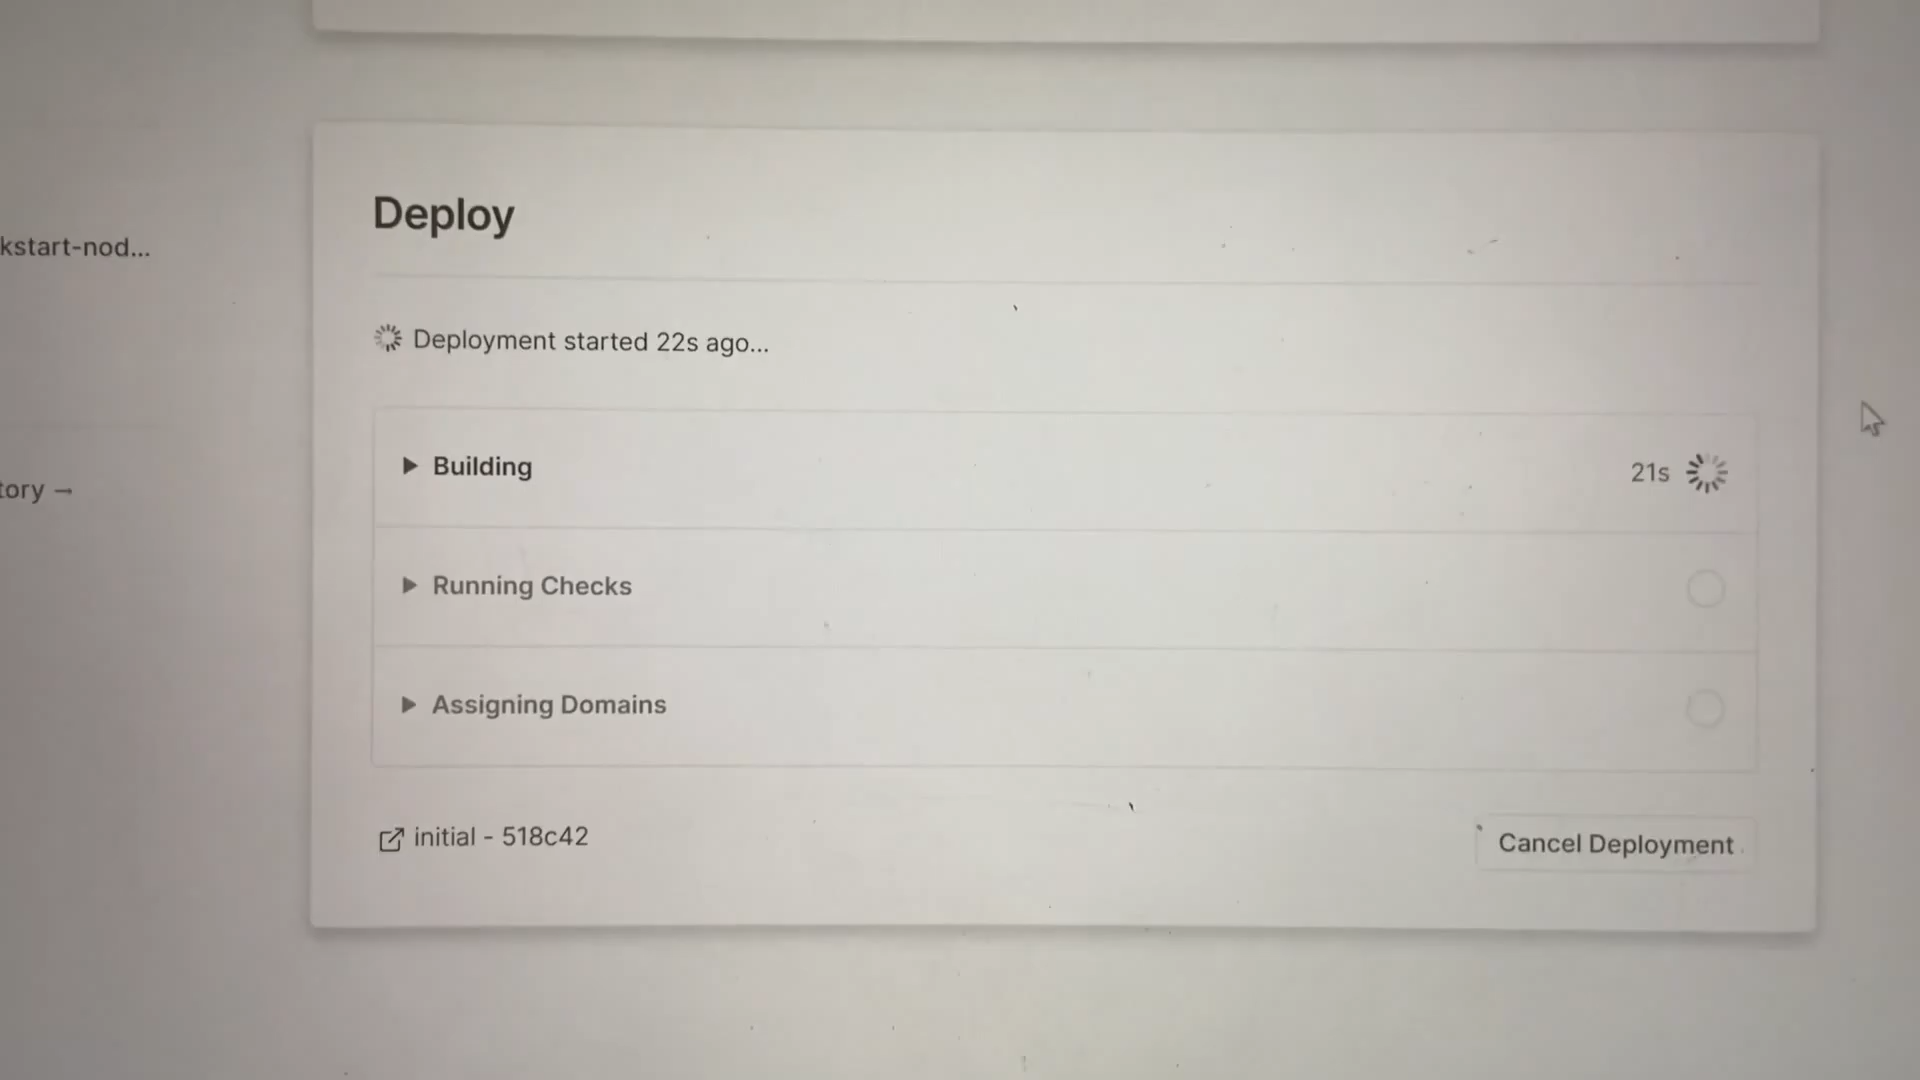 Deploy
kstart-nod...
Deployment started 22s ago...
Building
21s
Running Checks
tory →
Assigning Domains
initial - 518c42
Cancel Deployment